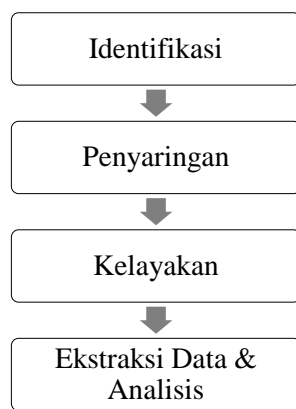 Identifikasi
Penyaringan
Kelayakan
Ekstraksi Data &
Analisis